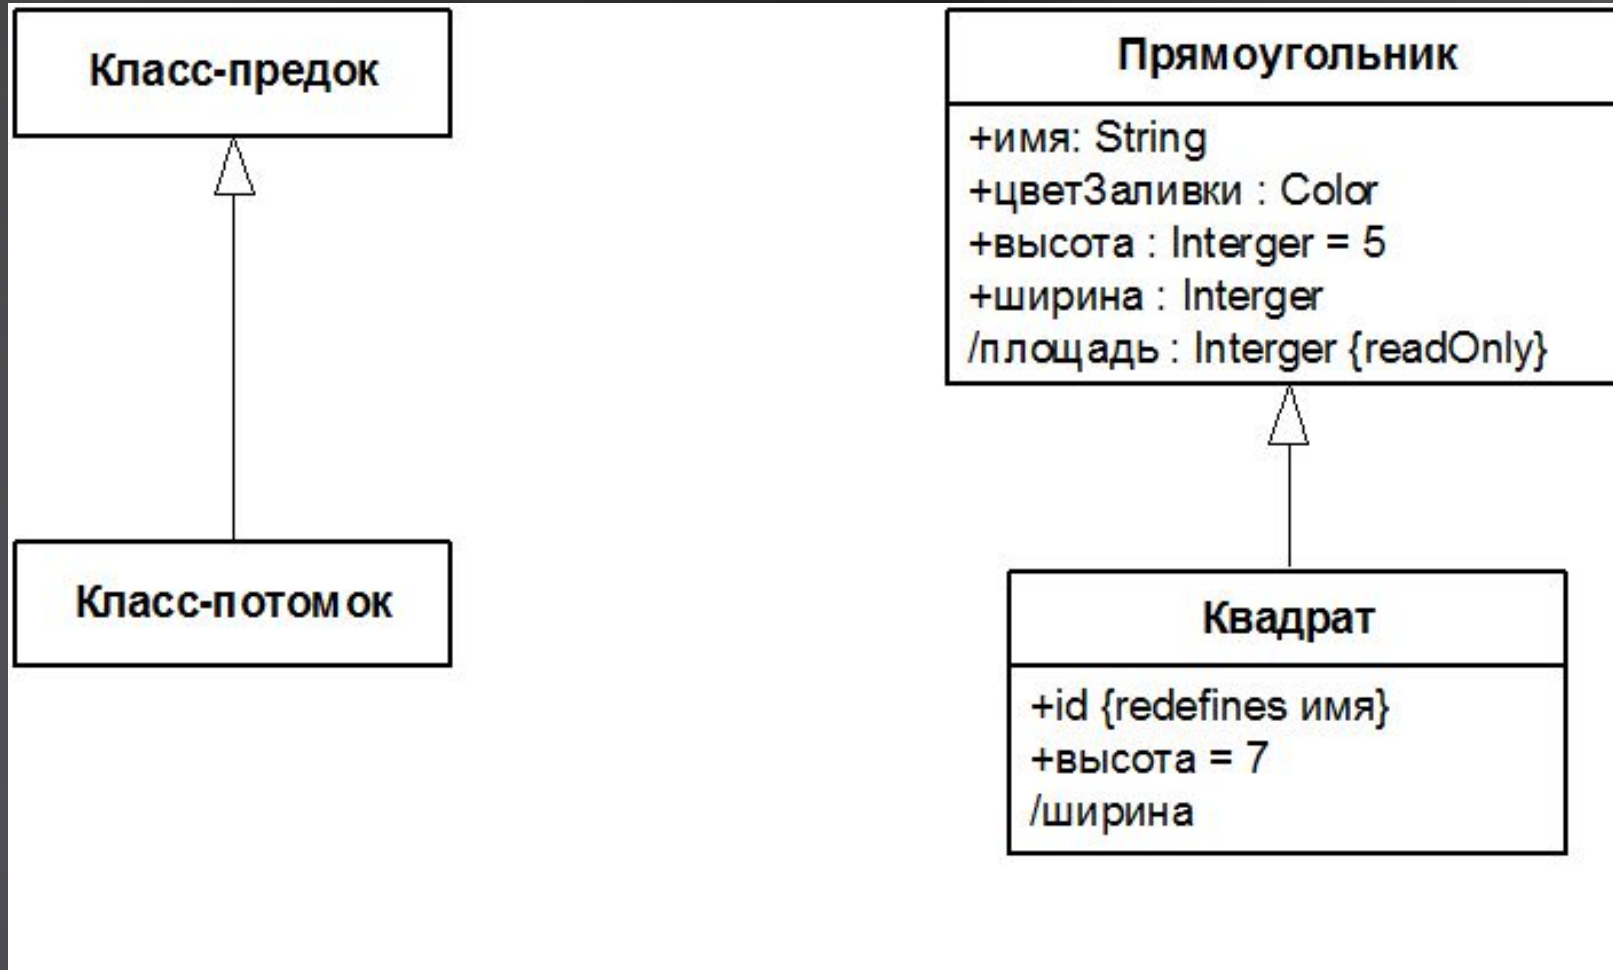 Класс-предок
Класс-потомок
Прямоугольник
+имя: String
+цветЗаливки : Color
+высота : Interger = 5
+ширина : Interger
/площадь : Interger {readOnly}
Квадрат
+id {redefines имя}
+высота = 7
/ширина